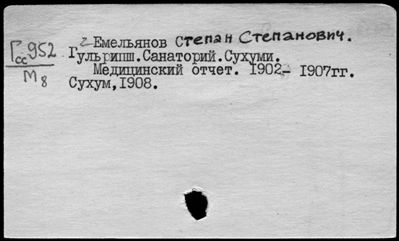 Гсс952
М8
Емельянов Степан Степанович.
Гульрипш.Санаторий.Сухуми.
Медицинский отчет. 1902- 1907гг.
Сухум,1908.